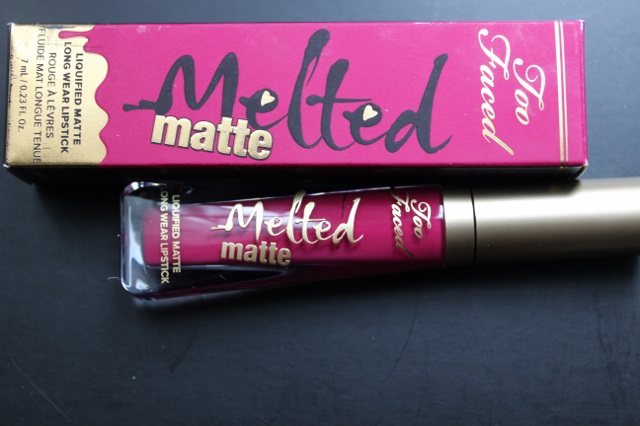 LIQUIFIED MATTE
LONG WEAR LIPSTICK
ROUGE À LÈVRES
FLUIDE MAT LONGUE TENUE
7 mL / 0.23 Fl. Oz.
Melted
matte
Too
Faced
LIQUIFIED MATTE
LONG WEAR LIPSTICK
Melted
matte
Too
Faced